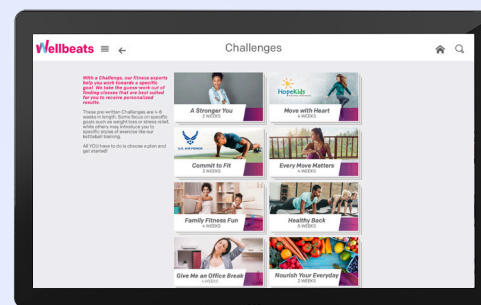 Wellbeats
Challenges
With a Challenge, our fitness experts
help you work towards a specific
goal. We take the guess work out of
finding classes that are best suited
for you to receive personalized
results.
These pre-written Challenges are 4-6
weeks in length. Some focus on specific
goals such as weight loss or stress relief,
while others may introduce you to
specific styles of exercise like our
kettlebell training.
All YOU have to do is choose a plan and
get started!
A Stronger You
HopeKids
Move with Heart
4 WEEKS
U.S. AIR FORCE
Commit to Fit
Every Move Matters
4 WEEKS
Family Fitness Fun
4 WEEKS
Healthy Back
Give Me an Office Break
4 WEEKS
Nourish Your Everyday
2 WEEKS